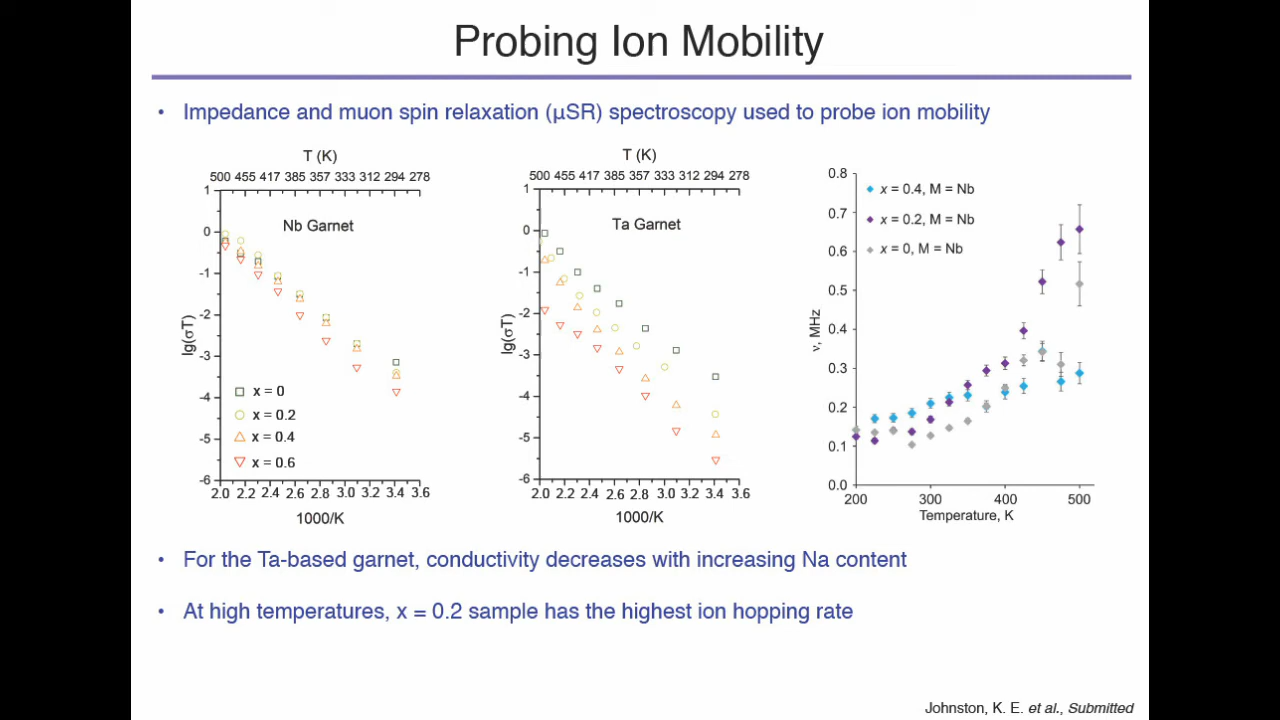 Probing Ion Mobility
• Impedance and muon spin relaxation (μSR) spectroscopy used to probe ion mobility
T (K)
500 455 417 385 357 333 312 294 278
1
0
-1
-2
-3
-4
-5
-6
lg(σT)
Nb Garnet
x = 0
x = 0.2
x = 0.4
x = 0.6
2.0 2.2 2.4 2.6 2.8 3.0 3.2 3.4 3.6
1000/K
T (K)
500 455 417 385 357 333 312 294 278
1
0
-1
-2
-3
-4
-5
-6
lg(σT)
Ta Garnet
2.0 2.2 2.4 2.6 2.8 3.0 3.2 3.4 3.6
1000/K
0.8
0.7
0.6
0.5
0.4
0.3
0.2
0.1
0.0
ν, MHz
x = 0.4, M = Nb
x = 0.2, M = Nb
x = 0, M = Nb
200 300 400 500
Temperature, K
• For the Ta-based garnet, conductivity decreases with increasing Na content
• At high temperatures, x = 0.2 sample has the highest ion hopping rate
Johnston, K. E. et al., Submitted